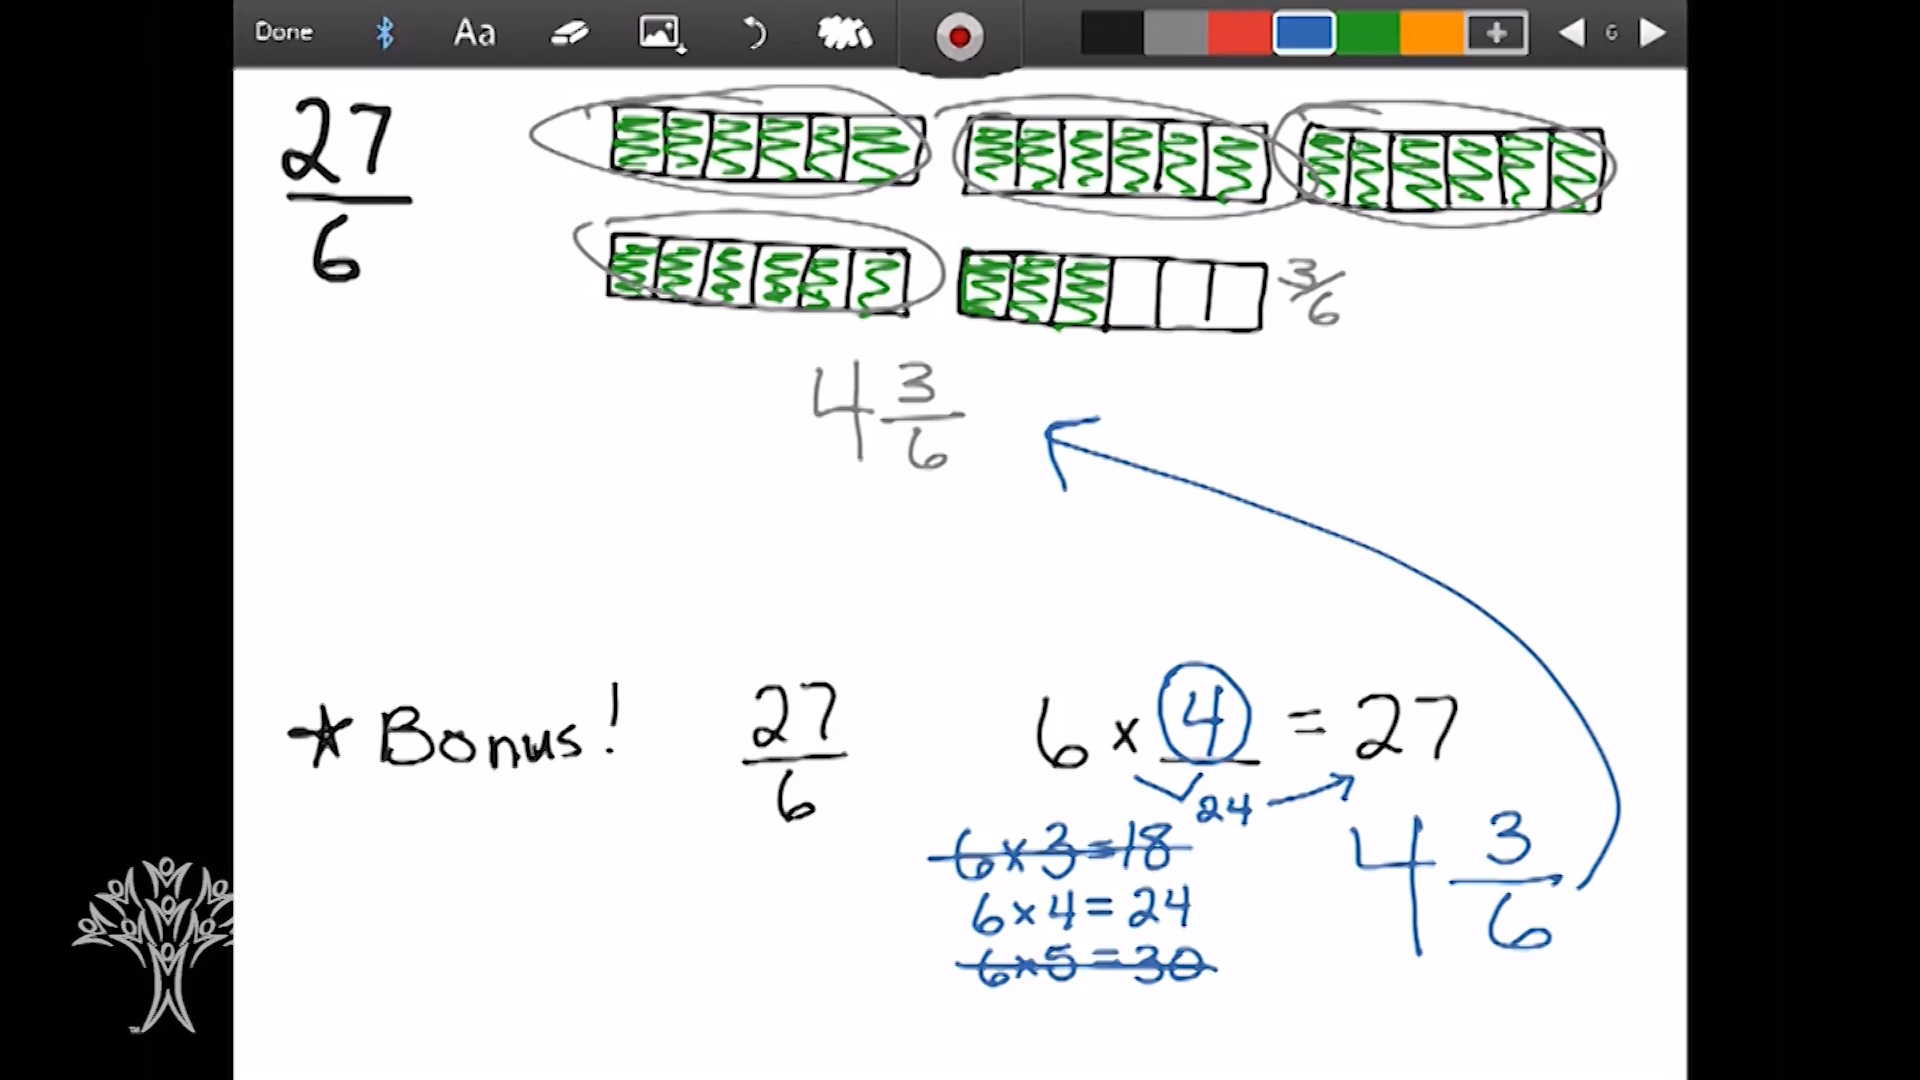 Done Aa 6
27/6
3/6
4 3/6
★ Bonus! 27/6 6 × 4 = 27
24
6 × 3 = 18
6 × 4 = 24
6 × 5 = 30
4 3/6
TM